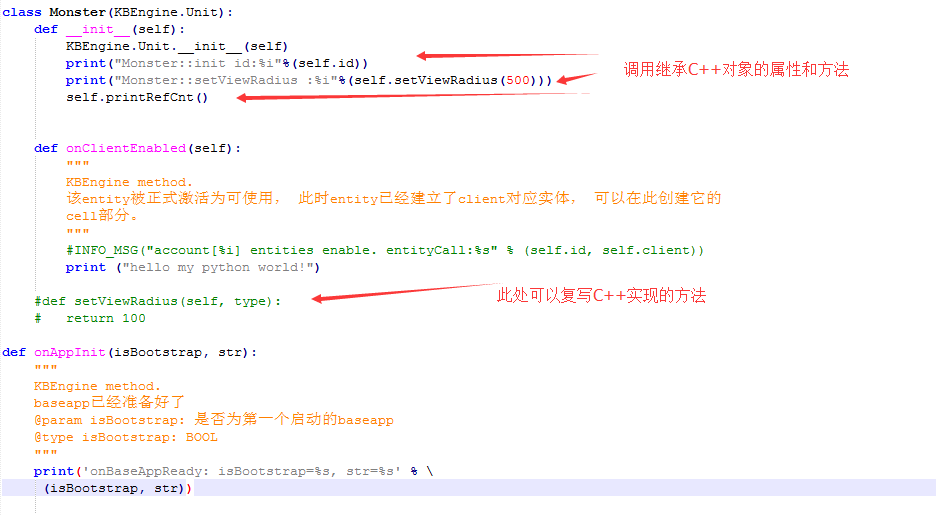 class Monster(KBEngine.Unit):
    def __init__(self):
        KBEngine.Unit.__init__(self)
        print("Monster::init id:%i"%(self.id))
        print("Monster::setViewRadius :%i"%(self.setViewRadius(500)))
        self.printRefCnt()
调用继承C++对象的属性和方法
    def onClientEnabled(self):
        """
        KBEngine method.
        该entity被正式激活为可使用， 此时entity已经建立了client对应实体， 可以在此创建它的
        cell部分。
        """
        #INFO_MSG("account[%i] entities enable. entityCall:%s" % (self.id, self.client))
        print ("hello my python world!")
    #def setViewRadius(self, type):
    #   return 100
此处可以复写C++实现的方法
def onAppInit(isBootstrap, str):
    """
    KBEngine method.
    baseapp已经准备好了
    @param isBootstrap: 是否为第一个启动的baseapp
    @type isBootstrap: BOOL
    """
    print('onBaseAppReady: isBootstrap=%s, str=%s' % \
     (isBootstrap, str))